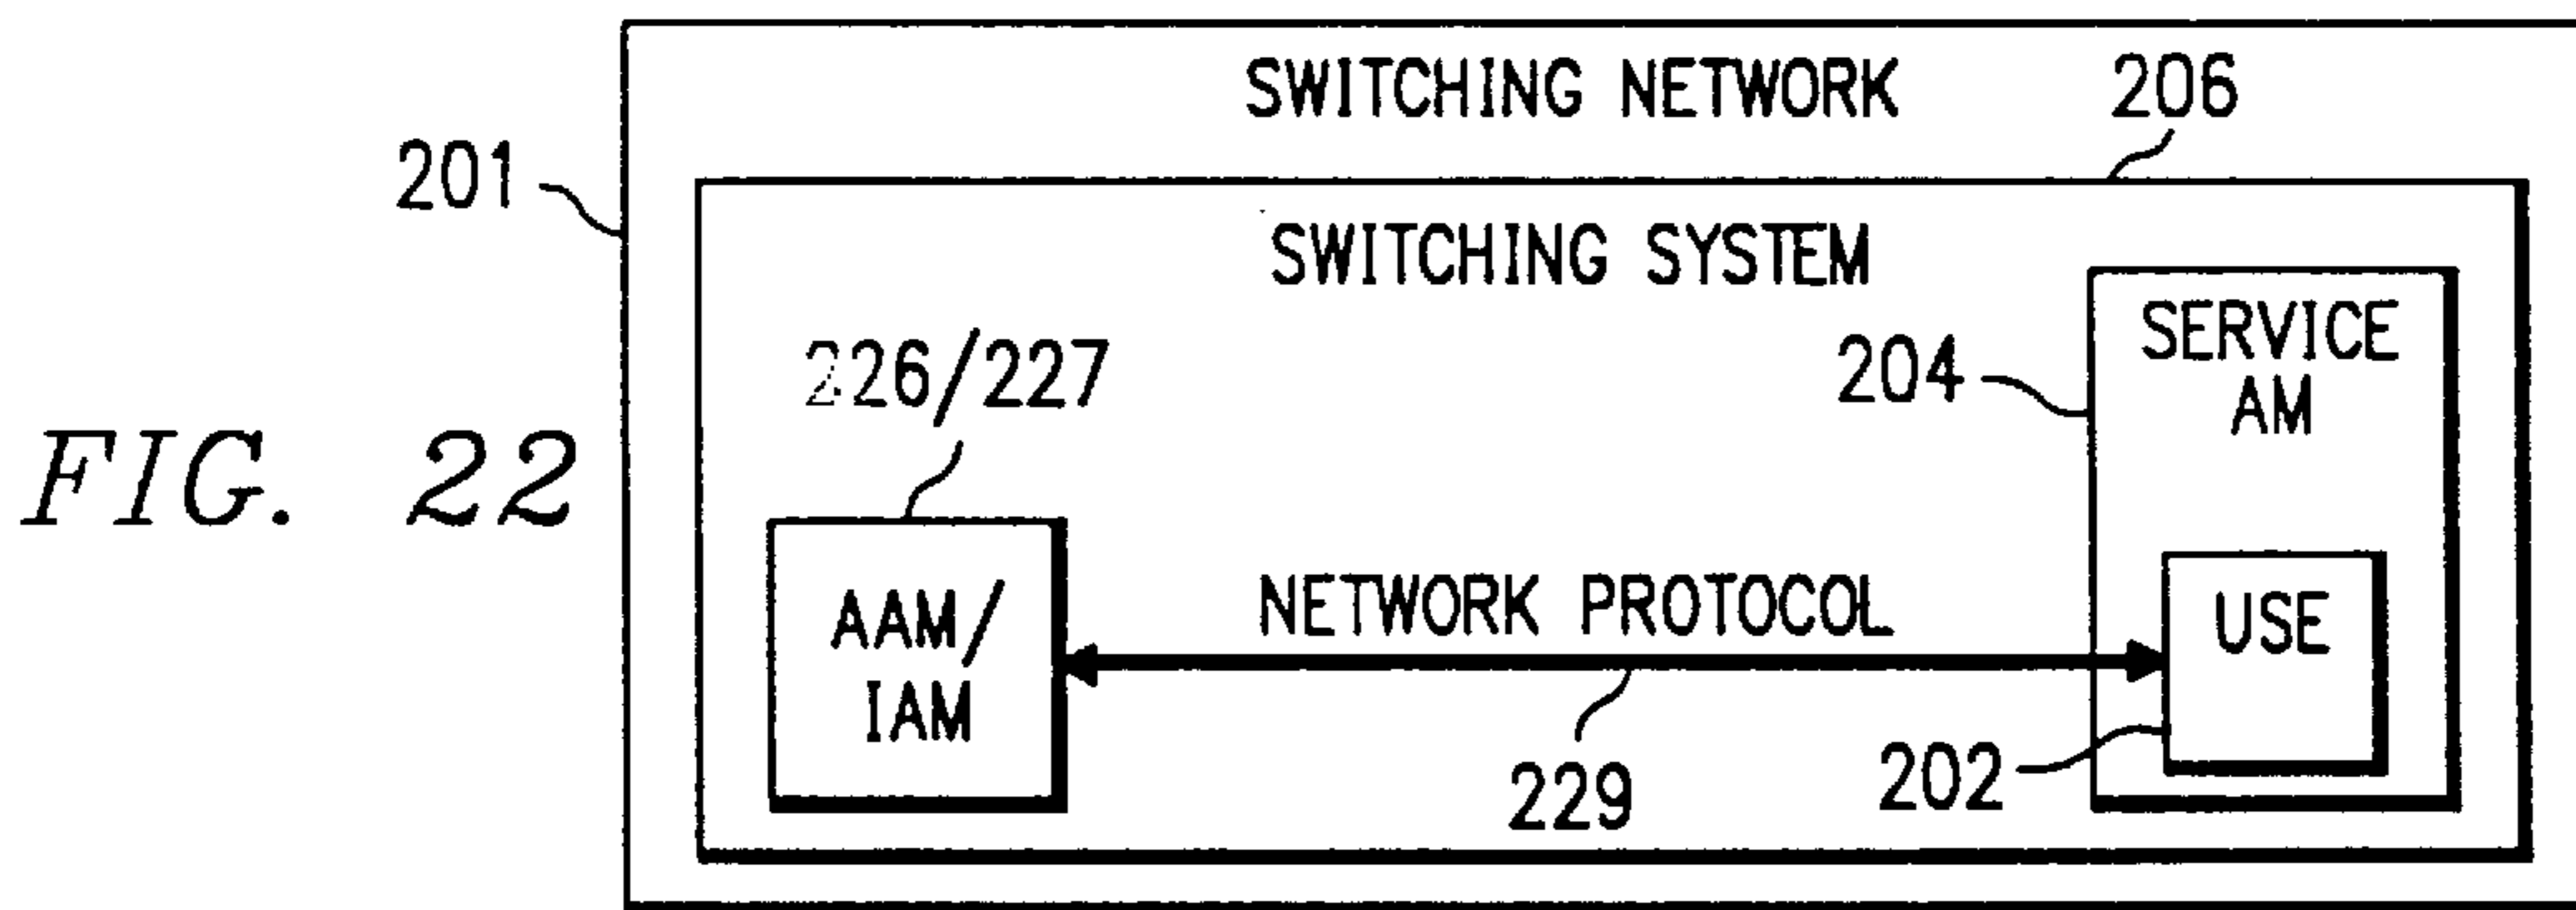 SWITCHING NETWORK
206
201
SWITCHING SYSTEM
226/227
204
SERVICE
AM
FIG. 22
AAM/
IAM
NETWORK PROTOCOL
USE
229
202